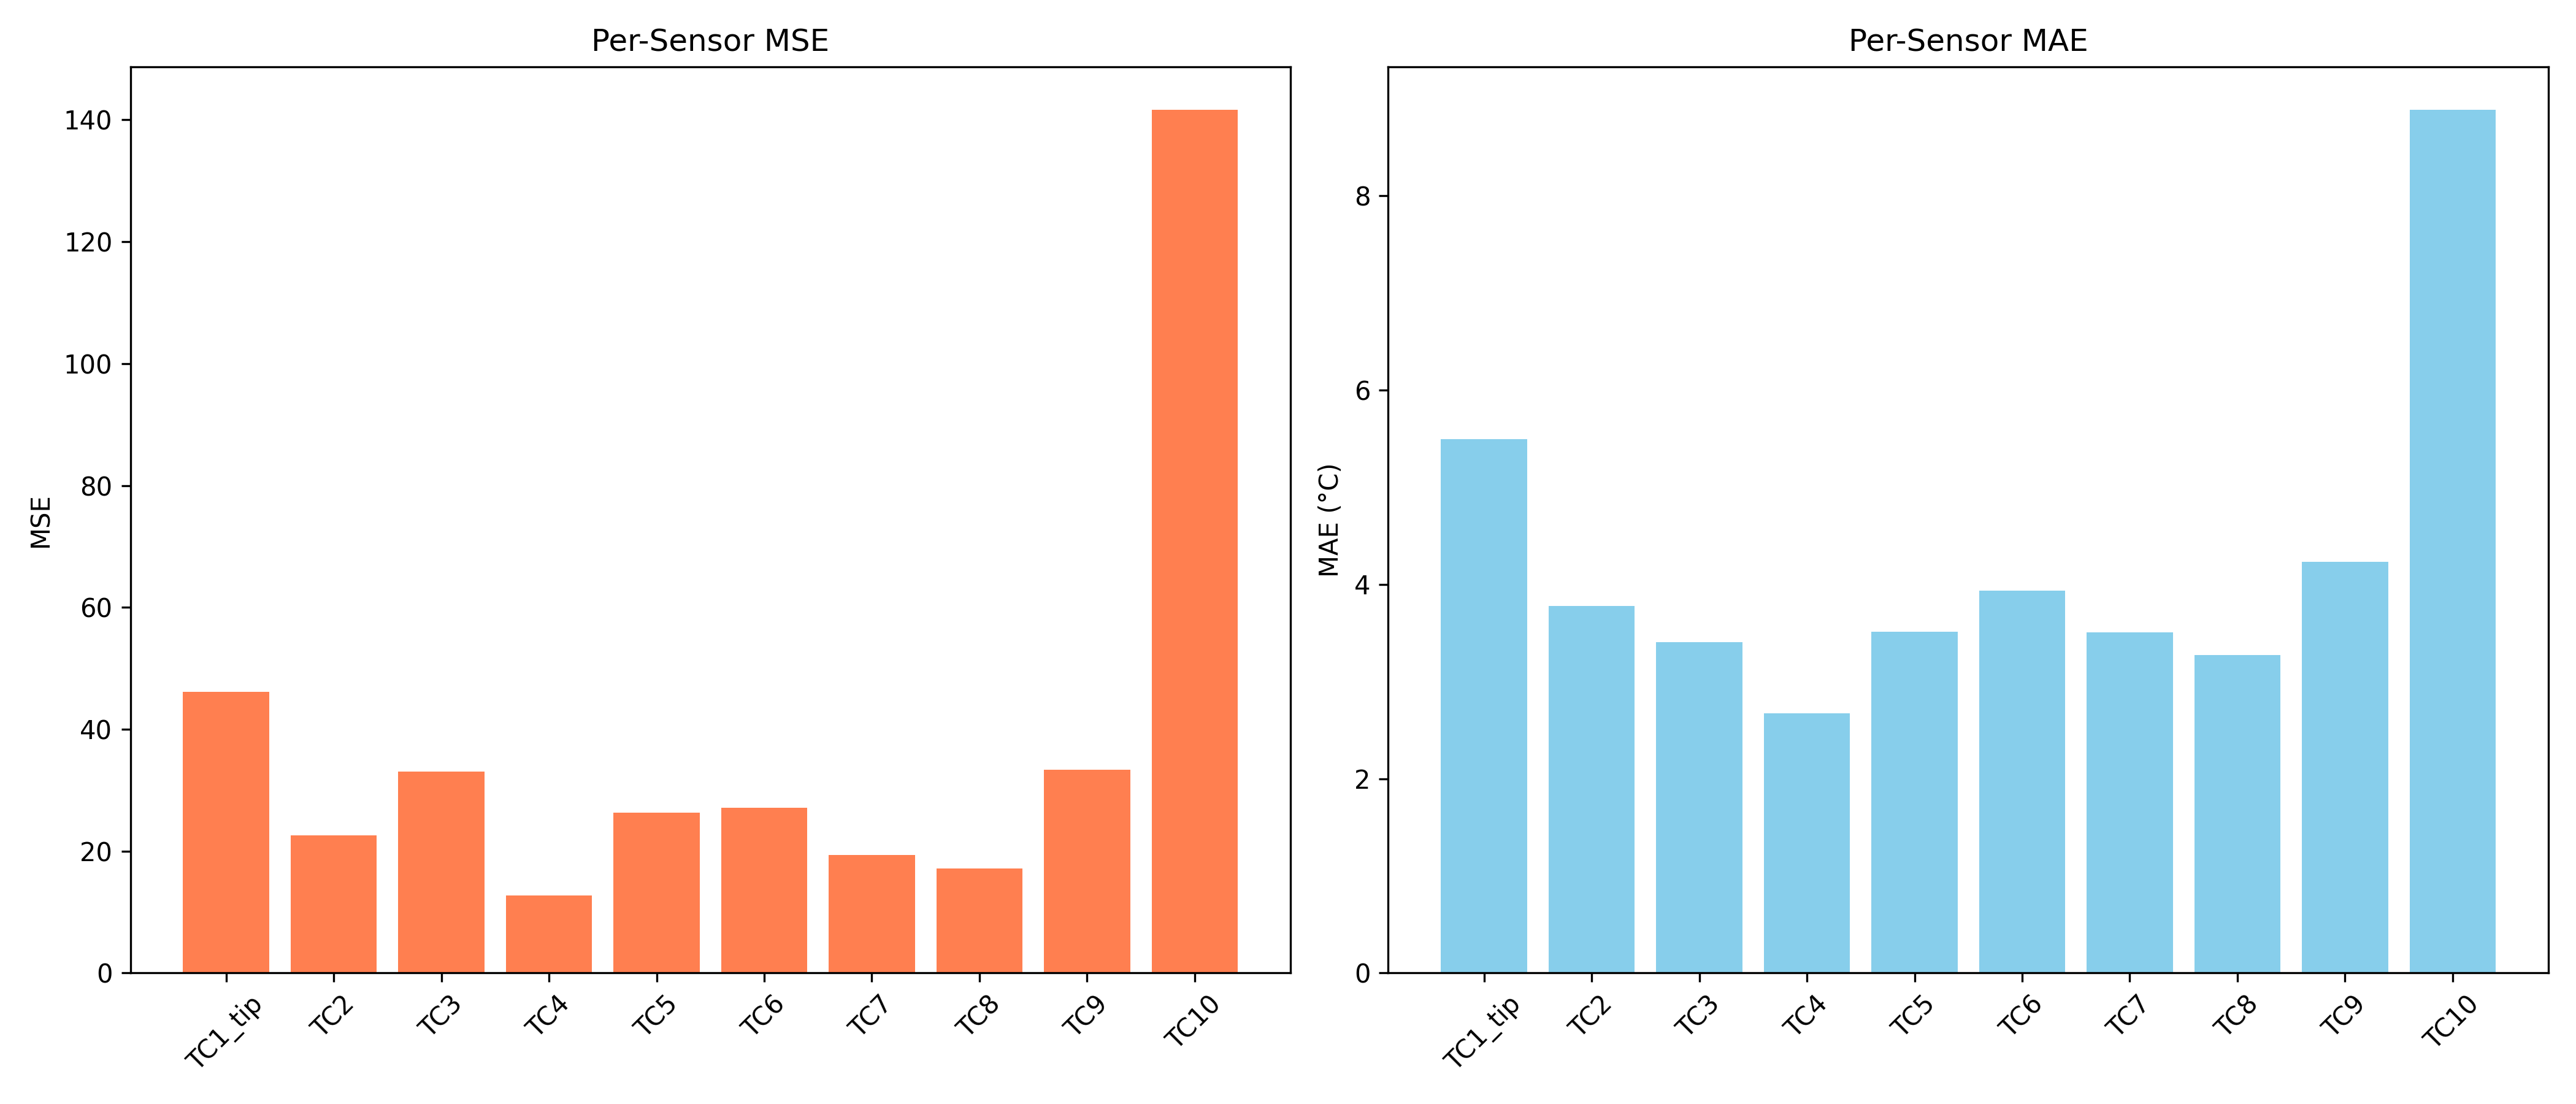 Per-Sensor MSE
MSE
140
120
100
80
60
40
20
0
TC1_tip
TC2
TC3
TC4
TC5
TC6
TC7
TC8
TC9
TC10
Per-Sensor MAE
MAE (°C)
8
6
4
2
0
TC1_tip
TC2
TC3
TC4
TC5
TC6
TC7
TC8
TC9
TC10